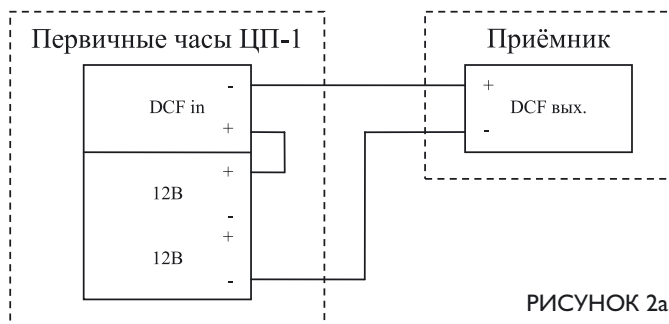 Первичные часы ЦП-1
Приёмник
-
DCF in
+
+
DCF вых.
-
+
12В
-
+
12В
-
РИСУНОК 2а